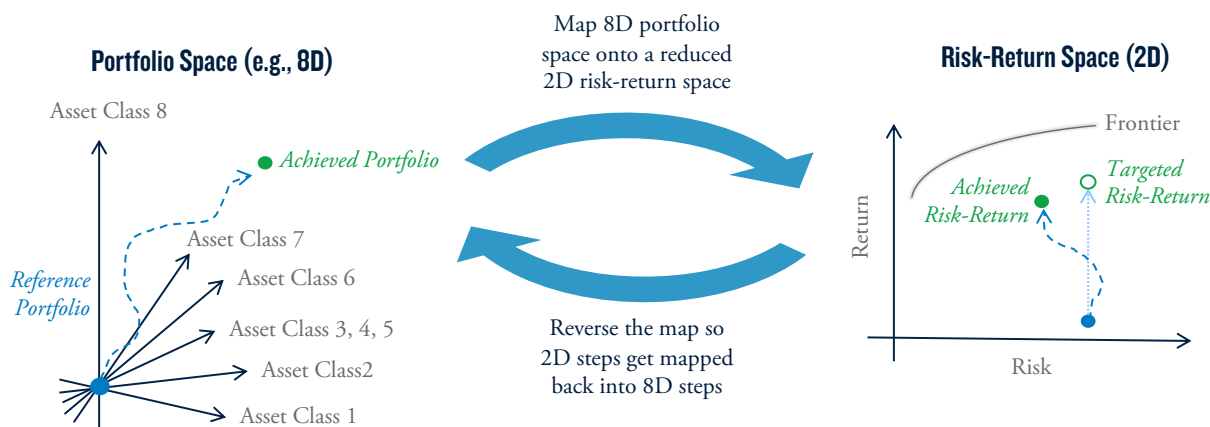 Portfolio Space (e.g., 8D)
Asset Class 8
Achieved Portfolio
Asset Class 7
Asset Class 6
Reference
Portfolio
Asset Class 3, 4, 5
Asset Class2
Asset Class 1
Map 8D portfolio
space onto a reduced
2D risk-return space
Reverse the map so
2D steps get mapped
back into 8D steps
Risk-Return Space (2D)
Frontier
Targeted
Risk-Return
Achieved
Risk-Return
Return
Risk